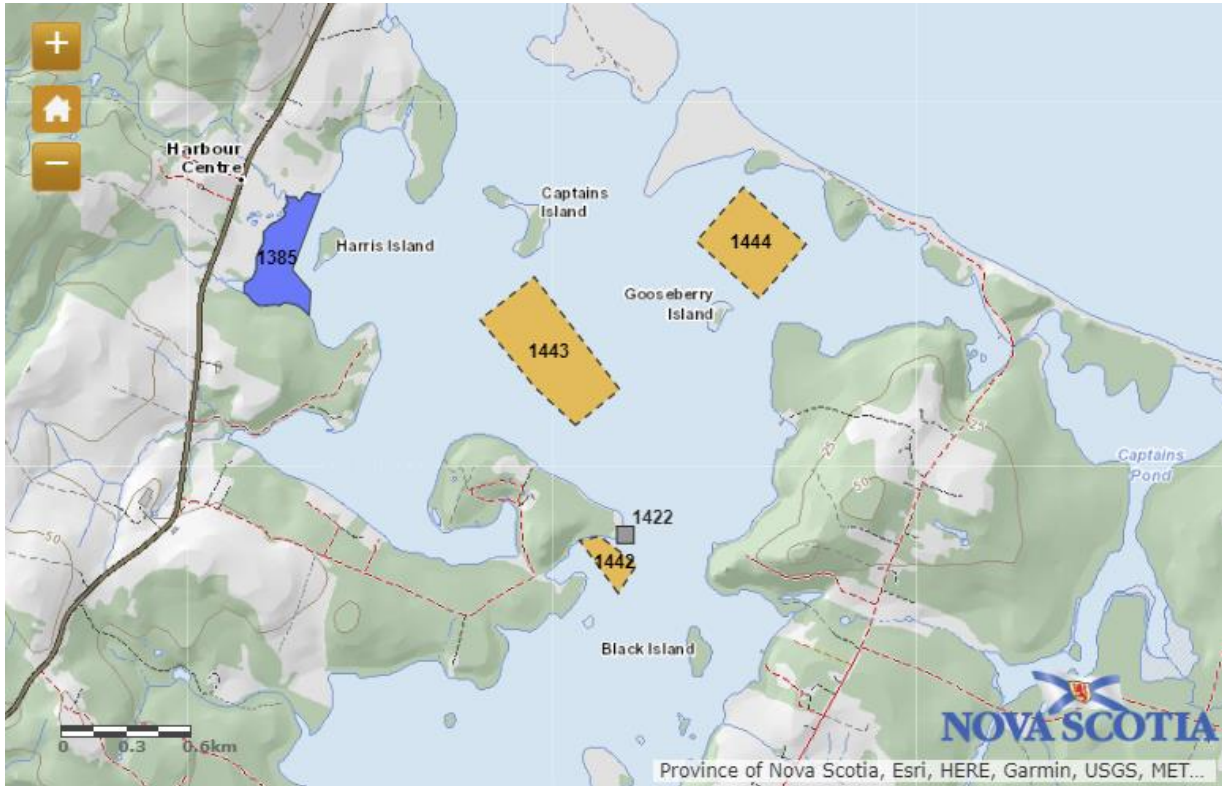 +
−
Harbour
Centre
Captains
Island
1385
Harris Island
1444
Gooseberry
Island
1443
25
25
50
Captains
Pond
1422
1442
50
Black Island
0 0.3 0.6km
NOVA SCOTIA
Province of Nova Scotia, Esri, HERE, Garmin, USGS, MET...